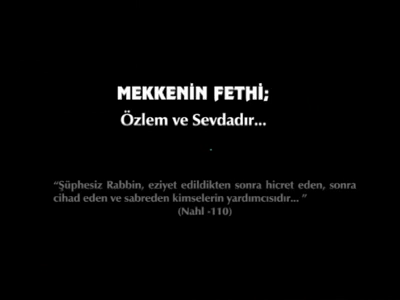 MEKKENİN FETHİ;
Özlem ve Sevdadır...
“Şüphesiz Rabbin, eziyet edildikten sonra hicret eden, sonra
cihad eden ve sabreden kimselerin yardımcısıdır... ”
(Nahl -110)